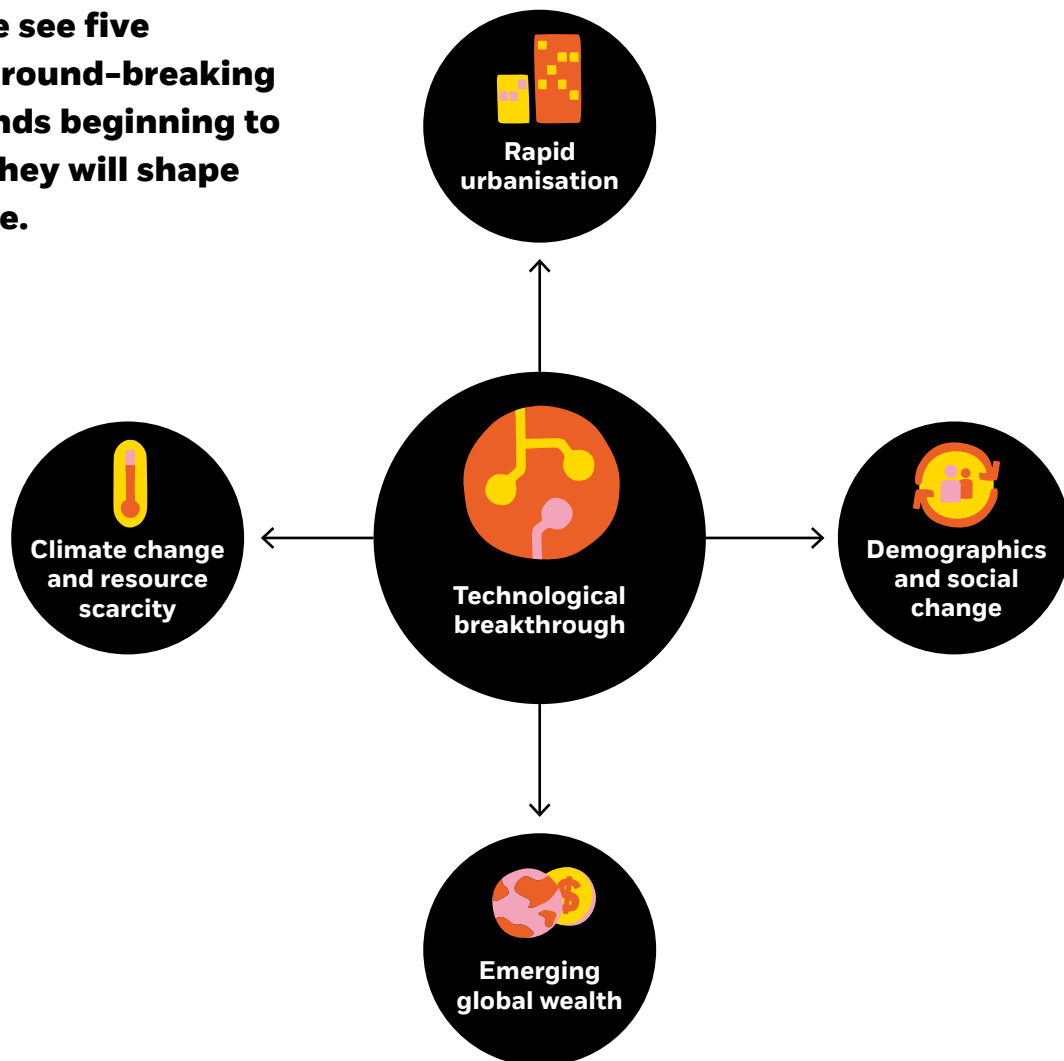 e see five
round-breaking
nds beginning to
hey will shape
e.
Rapid
urbanisation
Climate change
and resource
scarcity
Technological
breakthrough
Demographics
and social
change
$
Emerging
global wealth